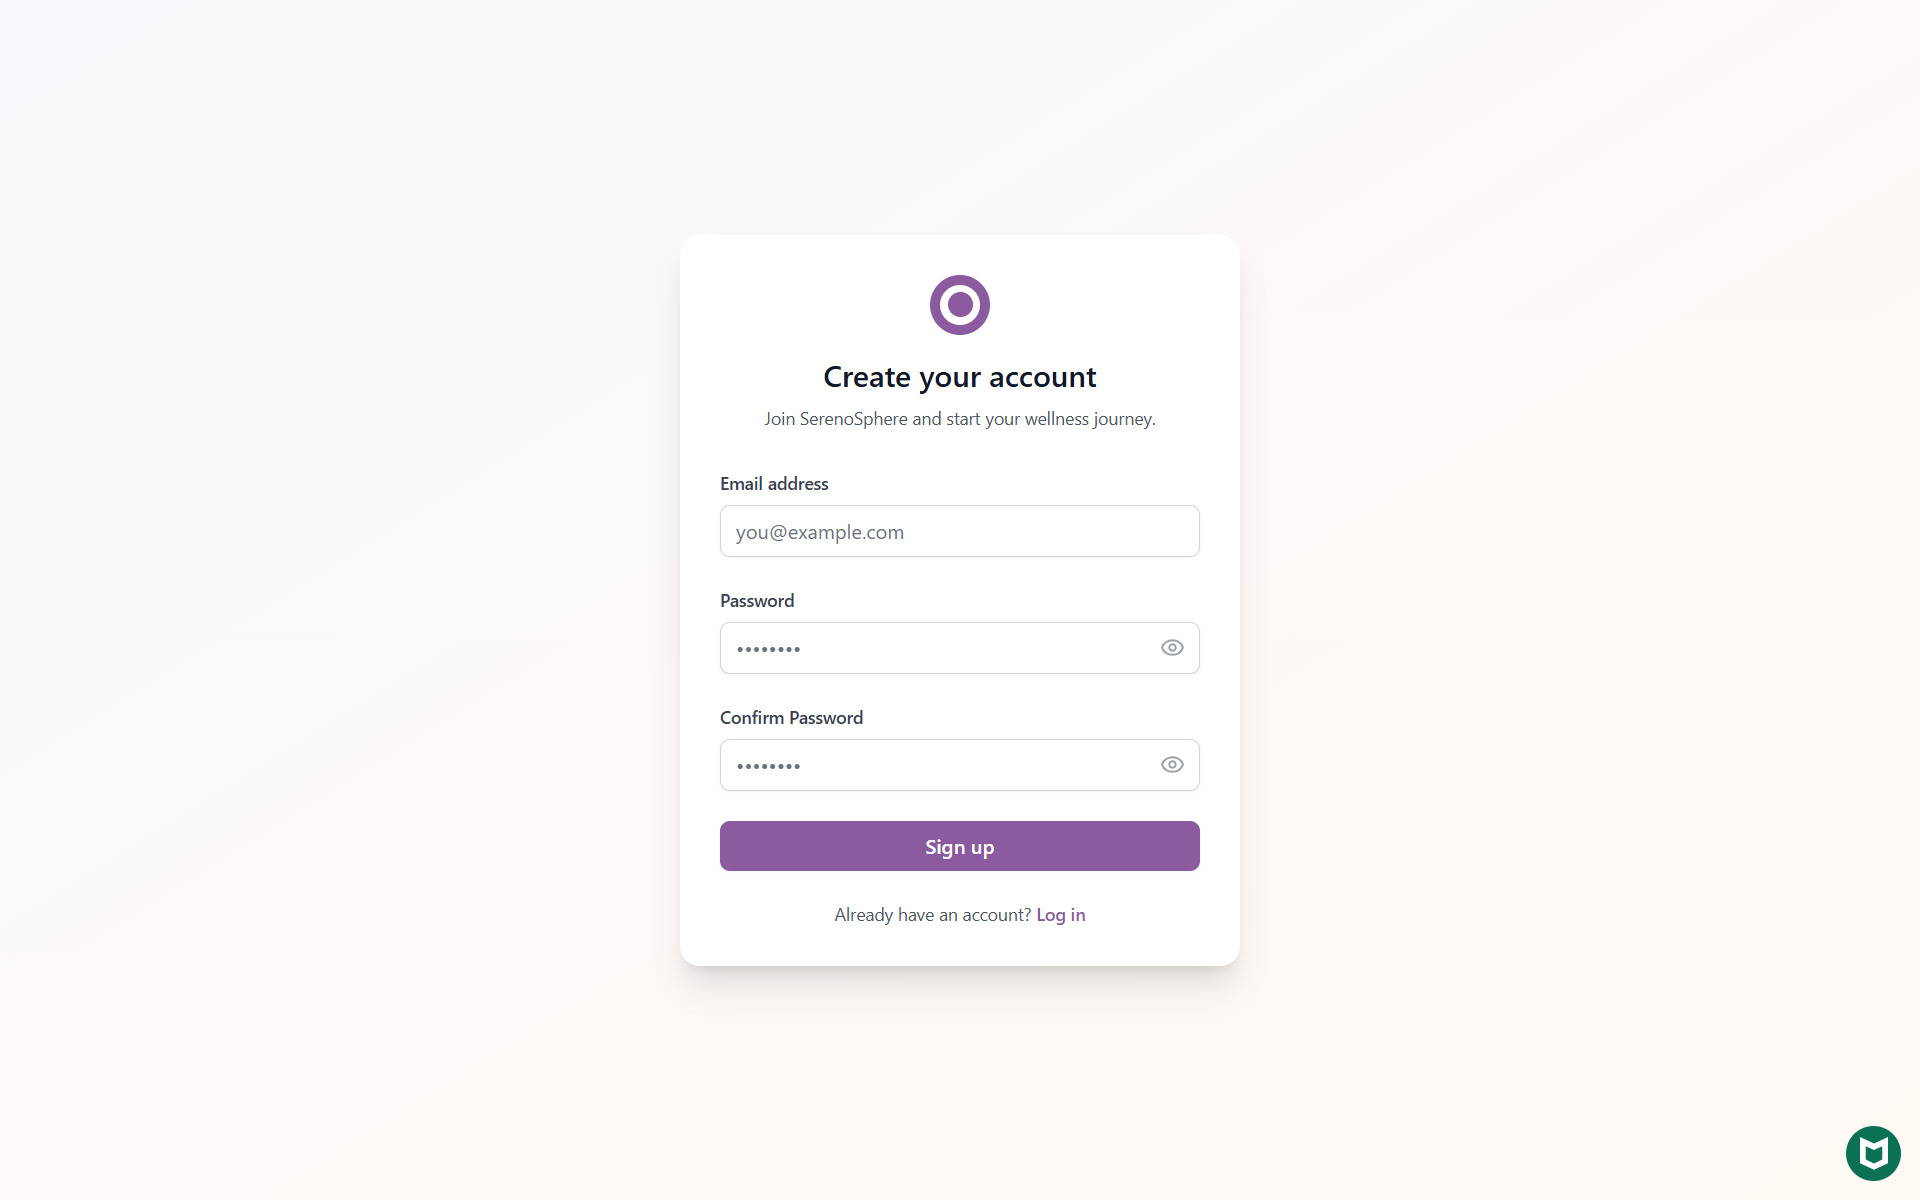 Create your account
Join SerenoSphere and start your wellness journey.
Email address
you@example.com
Password
••••••••
Confirm Password
••••••••
Sign up
Already have an account? Log in